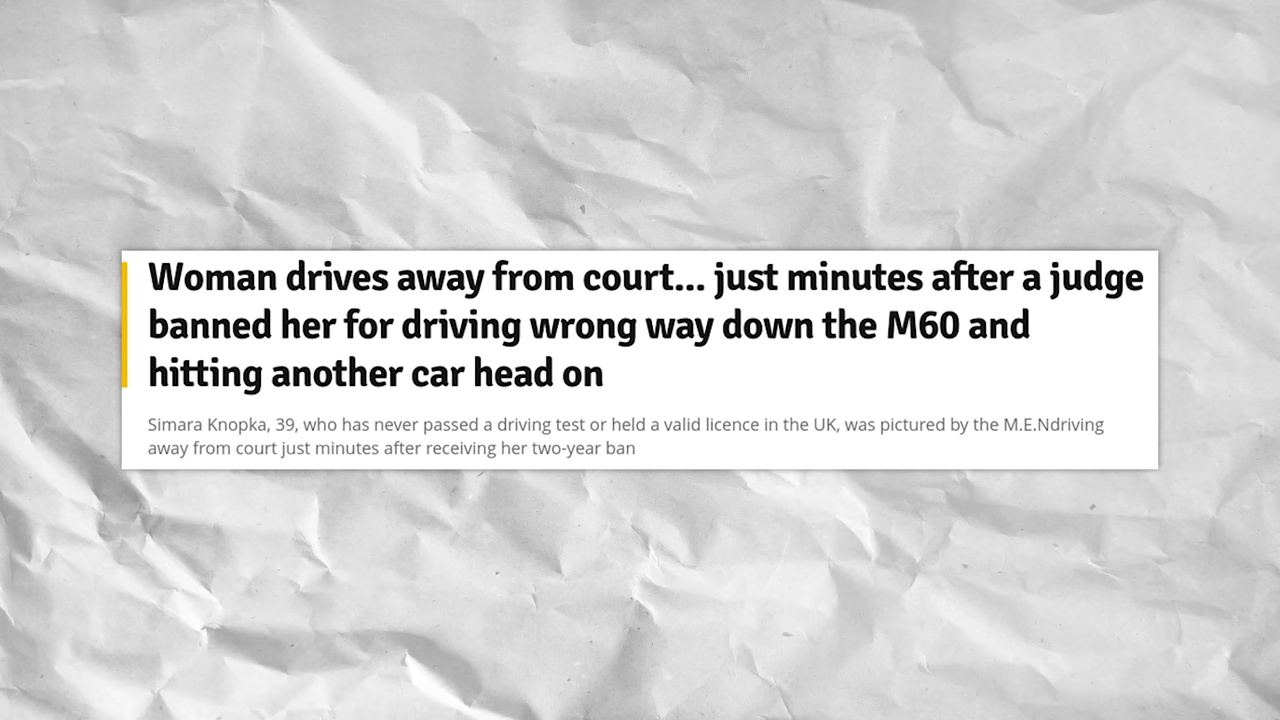 Woman drives away from court... just minutes after a judge
banned her for driving wrong way down the M60 and
hitting another car head on
Simara Knopka, 39, who has never passed a driving test or held a valid licence in the UK, was pictured by the M.E.Ndriving
away from court just minutes after receiving her two-year ban